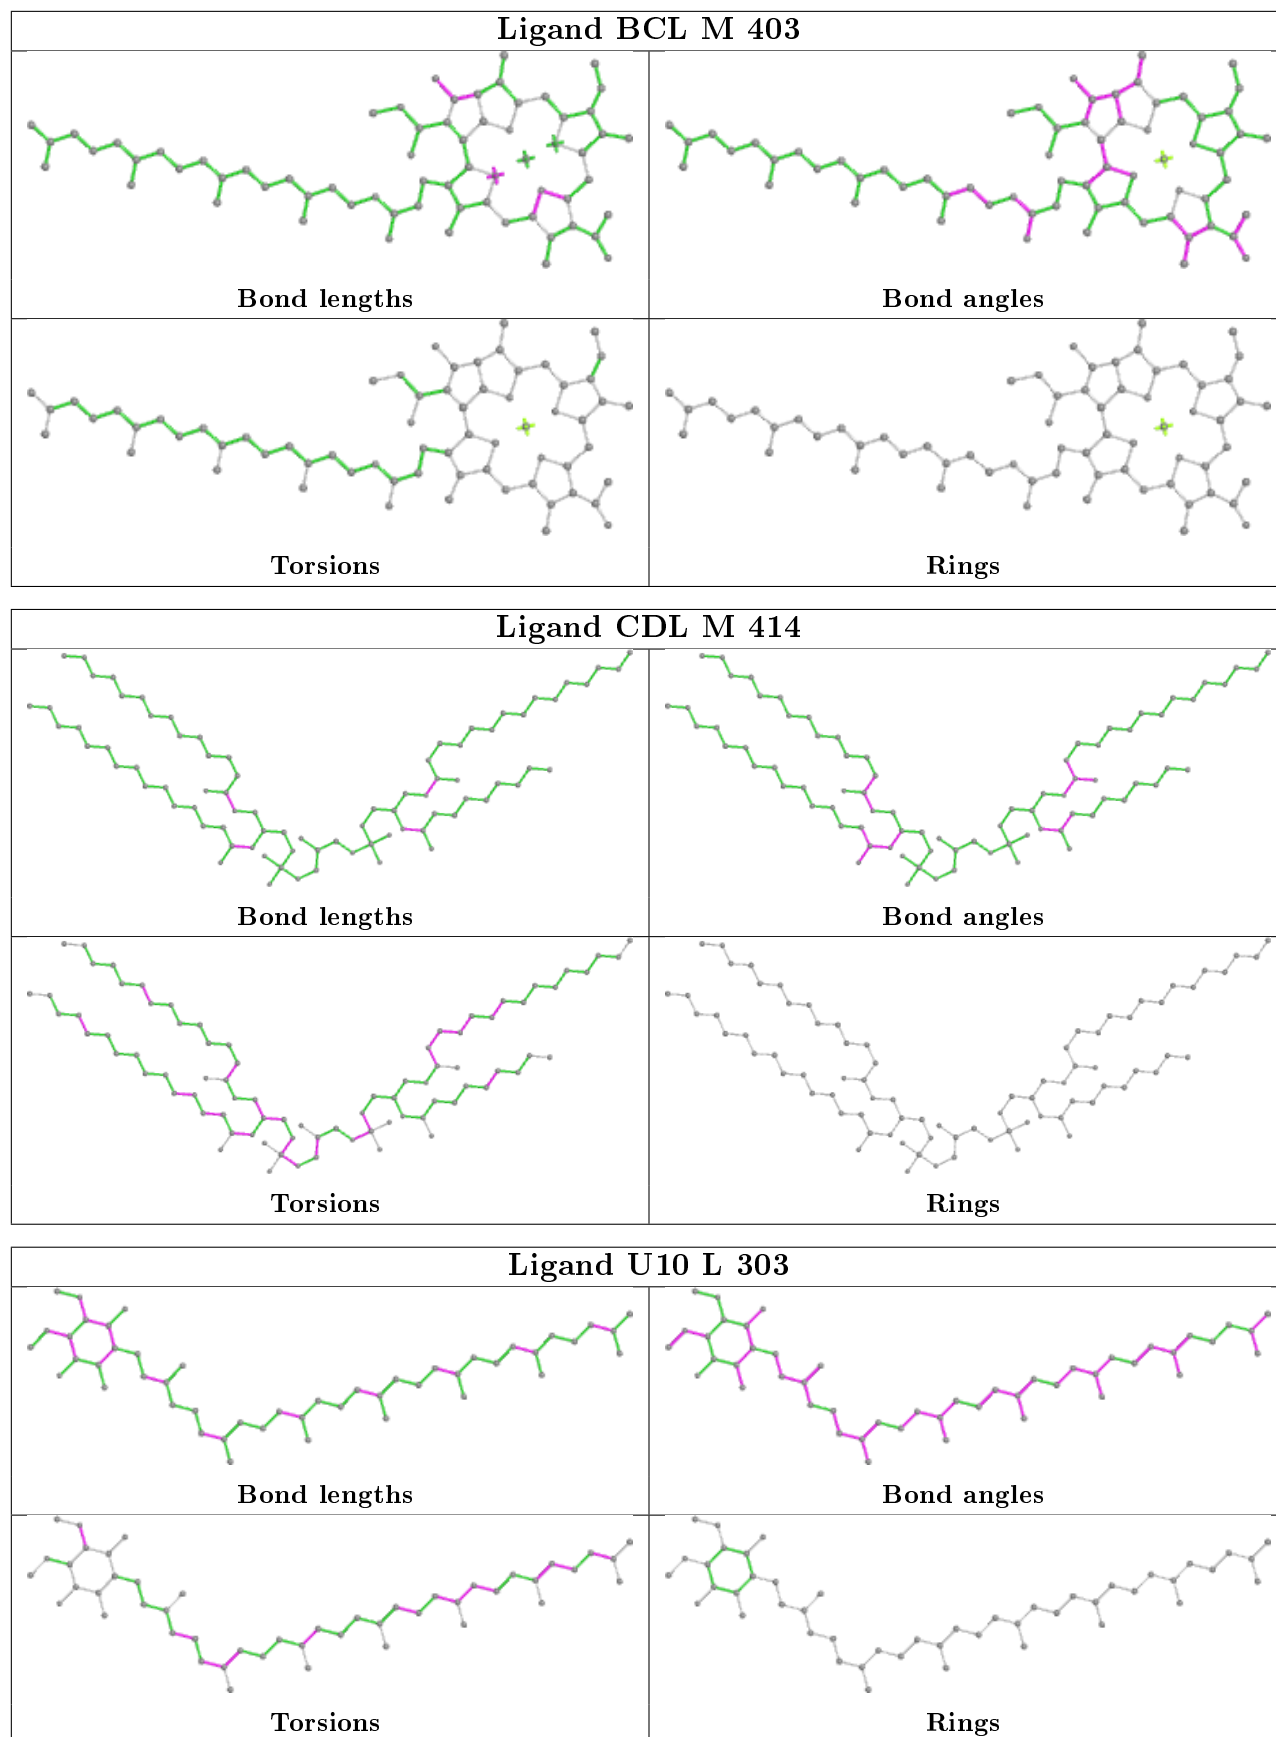 Ligand BCL M 403
Bond lengths
Bond angles
Torsions
Rings
Ligand CDL M 414
Bond lengths
Bond angles
Torsions
Rings
Ligand U10 L 303
Bond lengths
Bond angles
Torsions
Rings